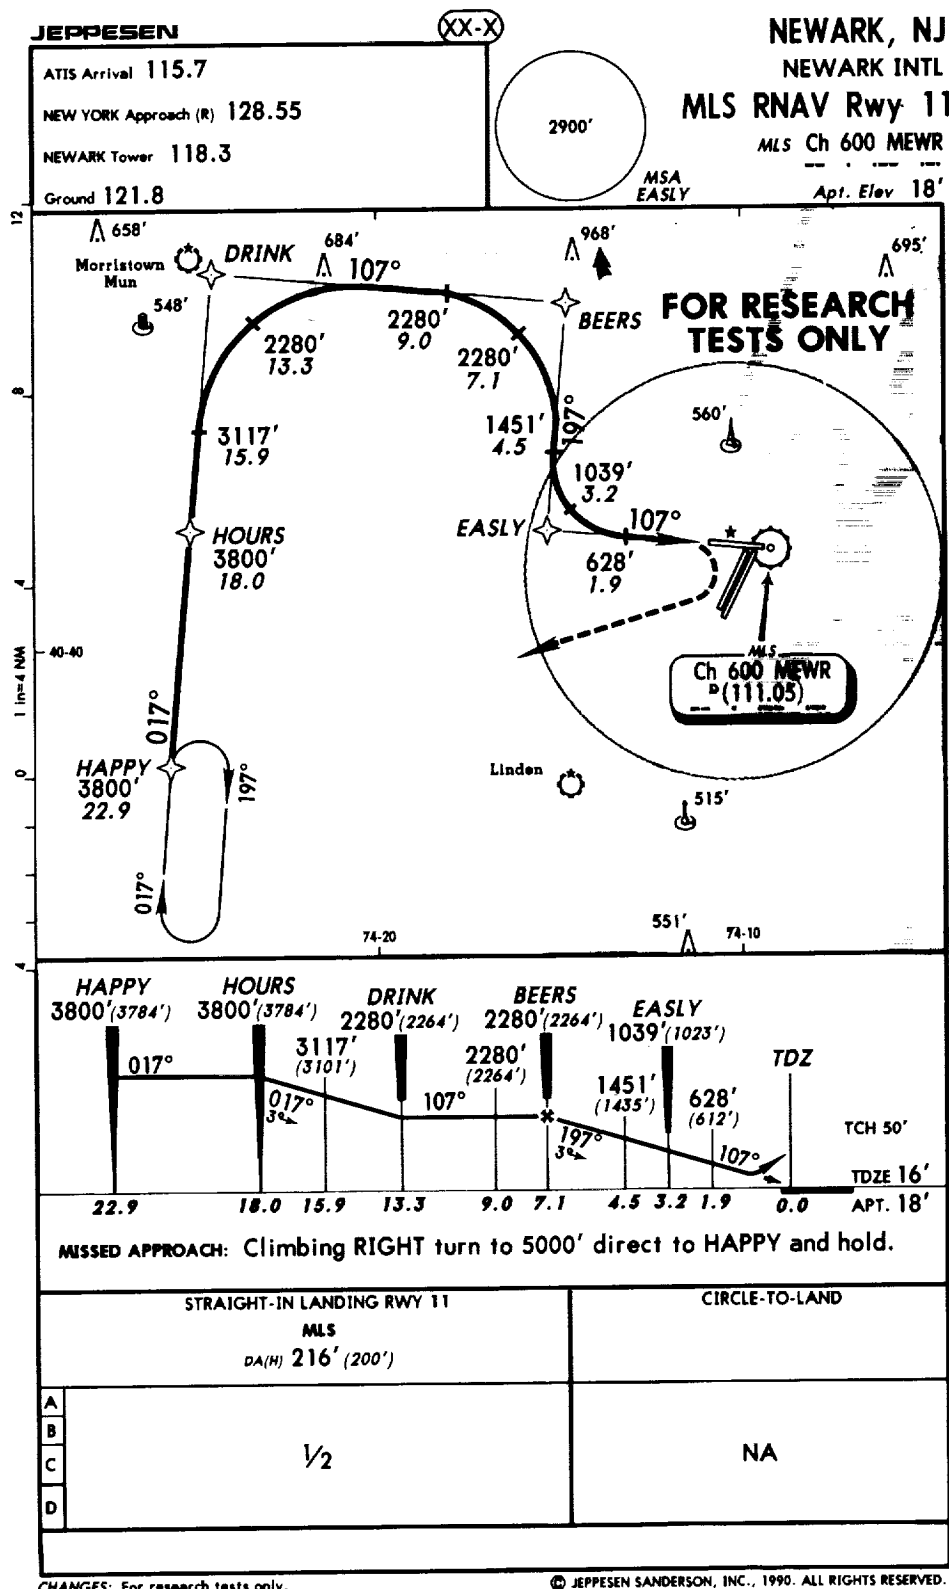 JEPPESEN
XX-X
NEWARK, NJ
NEWARK INTL
MLS RNAV Rwy 11
MLS Ch 600 MEWR
Apt. Elev 18'
ATIS Arrival 115.7
NEW YORK Approach (R) 128.55
NEWARK Tower 118.3
Ground 121.8
2900'
MSA
EASLY
12
8
4
0
4
1 in=4 NM
658'
Morristown
Mun
DRINK
684'
107°
968'
695'
548'
BEERS
FOR RESEARCH
TESTS ONLY
2280'
13.3
2280'
9.0
2280'
7.1
560'
3117'
15.9
1451'
4.5
197°
1039'
3.2
HOURS
3800'
18.0
EASLY
107°
628'
1.9
40-40
MLS
Ch 600 MEWR
D (111.05)
017°
HAPPY
3800'
22.9
197°
017°
Linden
515'
551'
74-20
74-10
HAPPY
3800' (3784')
HOURS
3800' (3784')
DRINK
2280' (2264')
BEERS
2280' (2264')
EASLY
1039' (1023')
TDZ
3117'
(3101')
2280'
(2264')
1451'
(1435')
628'
(612')
017°
017°
3°
107°
197°
3°
107°
TCH 50'
TDZE 16'
APT. 18'
22.9 18.0 15.9 13.3 9.0 7.1 4.5 3.2 1.9 0.0
MISSED APPROACH: Climbing RIGHT turn to 5000' direct to HAPPY and hold.
STRAIGHT-IN LANDING RWY 11
MLS
DA(H) 216' (200')
CIRCLE-TO-LAND
A
B
C
D
1/2
NA
CHANGES: For research tests only.
© JEPPESEN SANDERSON, INC., 1990. ALL RIGHTS RESERVED.